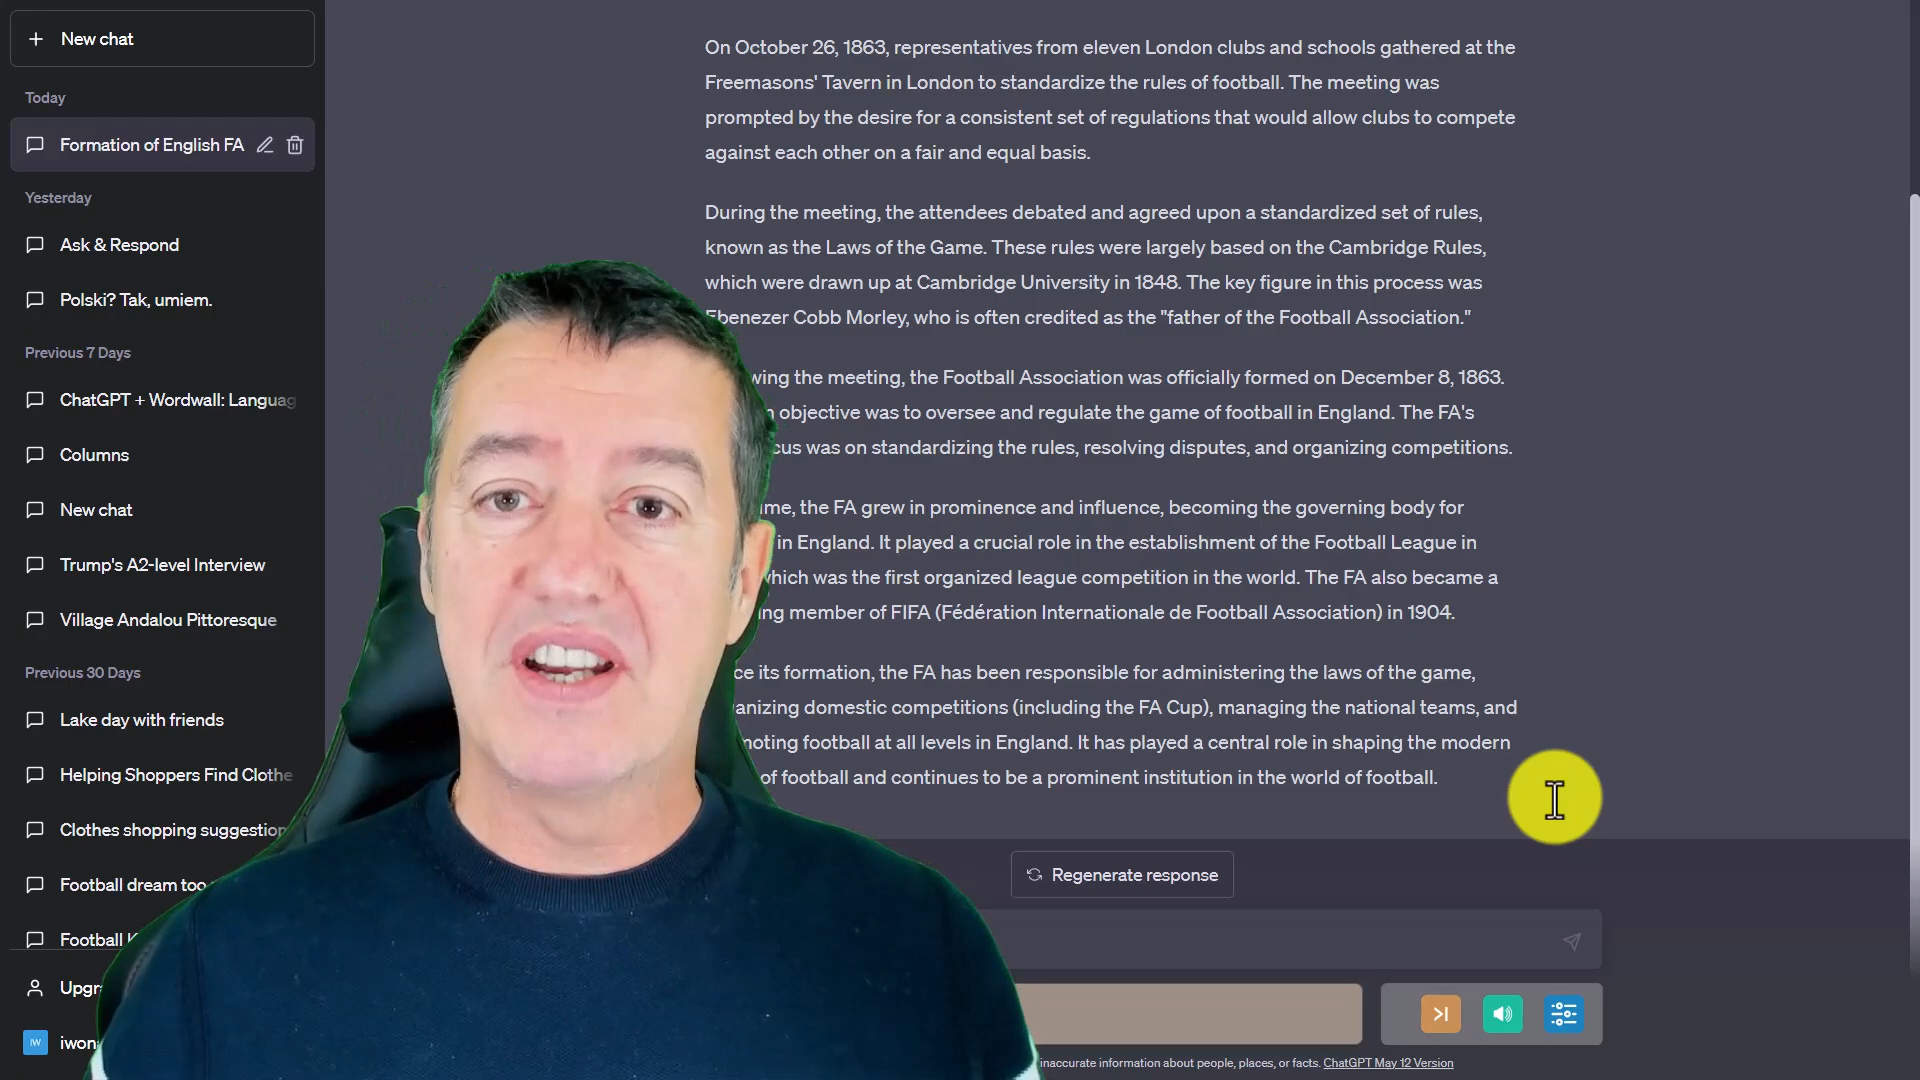 New chat
Today
Formation of English FA
Yesterday
Ask & Respond
Polski? Tak, umiem.
Previous 7 Days
ChatGPT + Wordwall: Languag
Columns
New chat
Trump's A2-level Interview
Village Andalou Pittoresque
Previous 30 Days
Lake day with friends
Helping Shoppers Find Clothe
Clothes shopping suggestion
Football dream too
Football
Upgr
IW iwon
On October 26, 1863, representatives from eleven London clubs and schools gathered at the
Freemasons' Tavern in London to standardize the rules of football. The meeting was
prompted by the desire for a consistent set of regulations that would allow clubs to compete
against each other on a fair and equal basis.
During the meeting, the attendees debated and agreed upon a standardized set of rules,
known as the Laws of the Game. These rules were largely based on the Cambridge Rules,
which were drawn up at Cambridge University in 1848. The key figure in this process was
Ebenezer Cobb Morley, who is often credited as the "father of the Football Association."
wing the meeting, the Football Association was officially formed on December 8, 1863.
objective was to oversee and regulate the game of football in England. The FA's
cus was on standardizing the rules, resolving disputes, and organizing competitions.
me, the FA grew in prominence and influence, becoming the governing body for
in England. It played a crucial role in the establishment of the Football League in
which was the first organized league competition in the world. The FA also became a
ng member of FIFA (Fédération Internationale de Football Association) in 1904.
ce its formation, the FA has been responsible for administering the laws of the game,
anizing domestic competitions (including the FA Cup), managing the national teams, and
moting football at all levels in England. It has played a central role in shaping the modern
of football and continues to be a prominent institution in the world of football.
Regenerate response
inaccurate information about people, places, or facts. ChatGPT May 12 Version